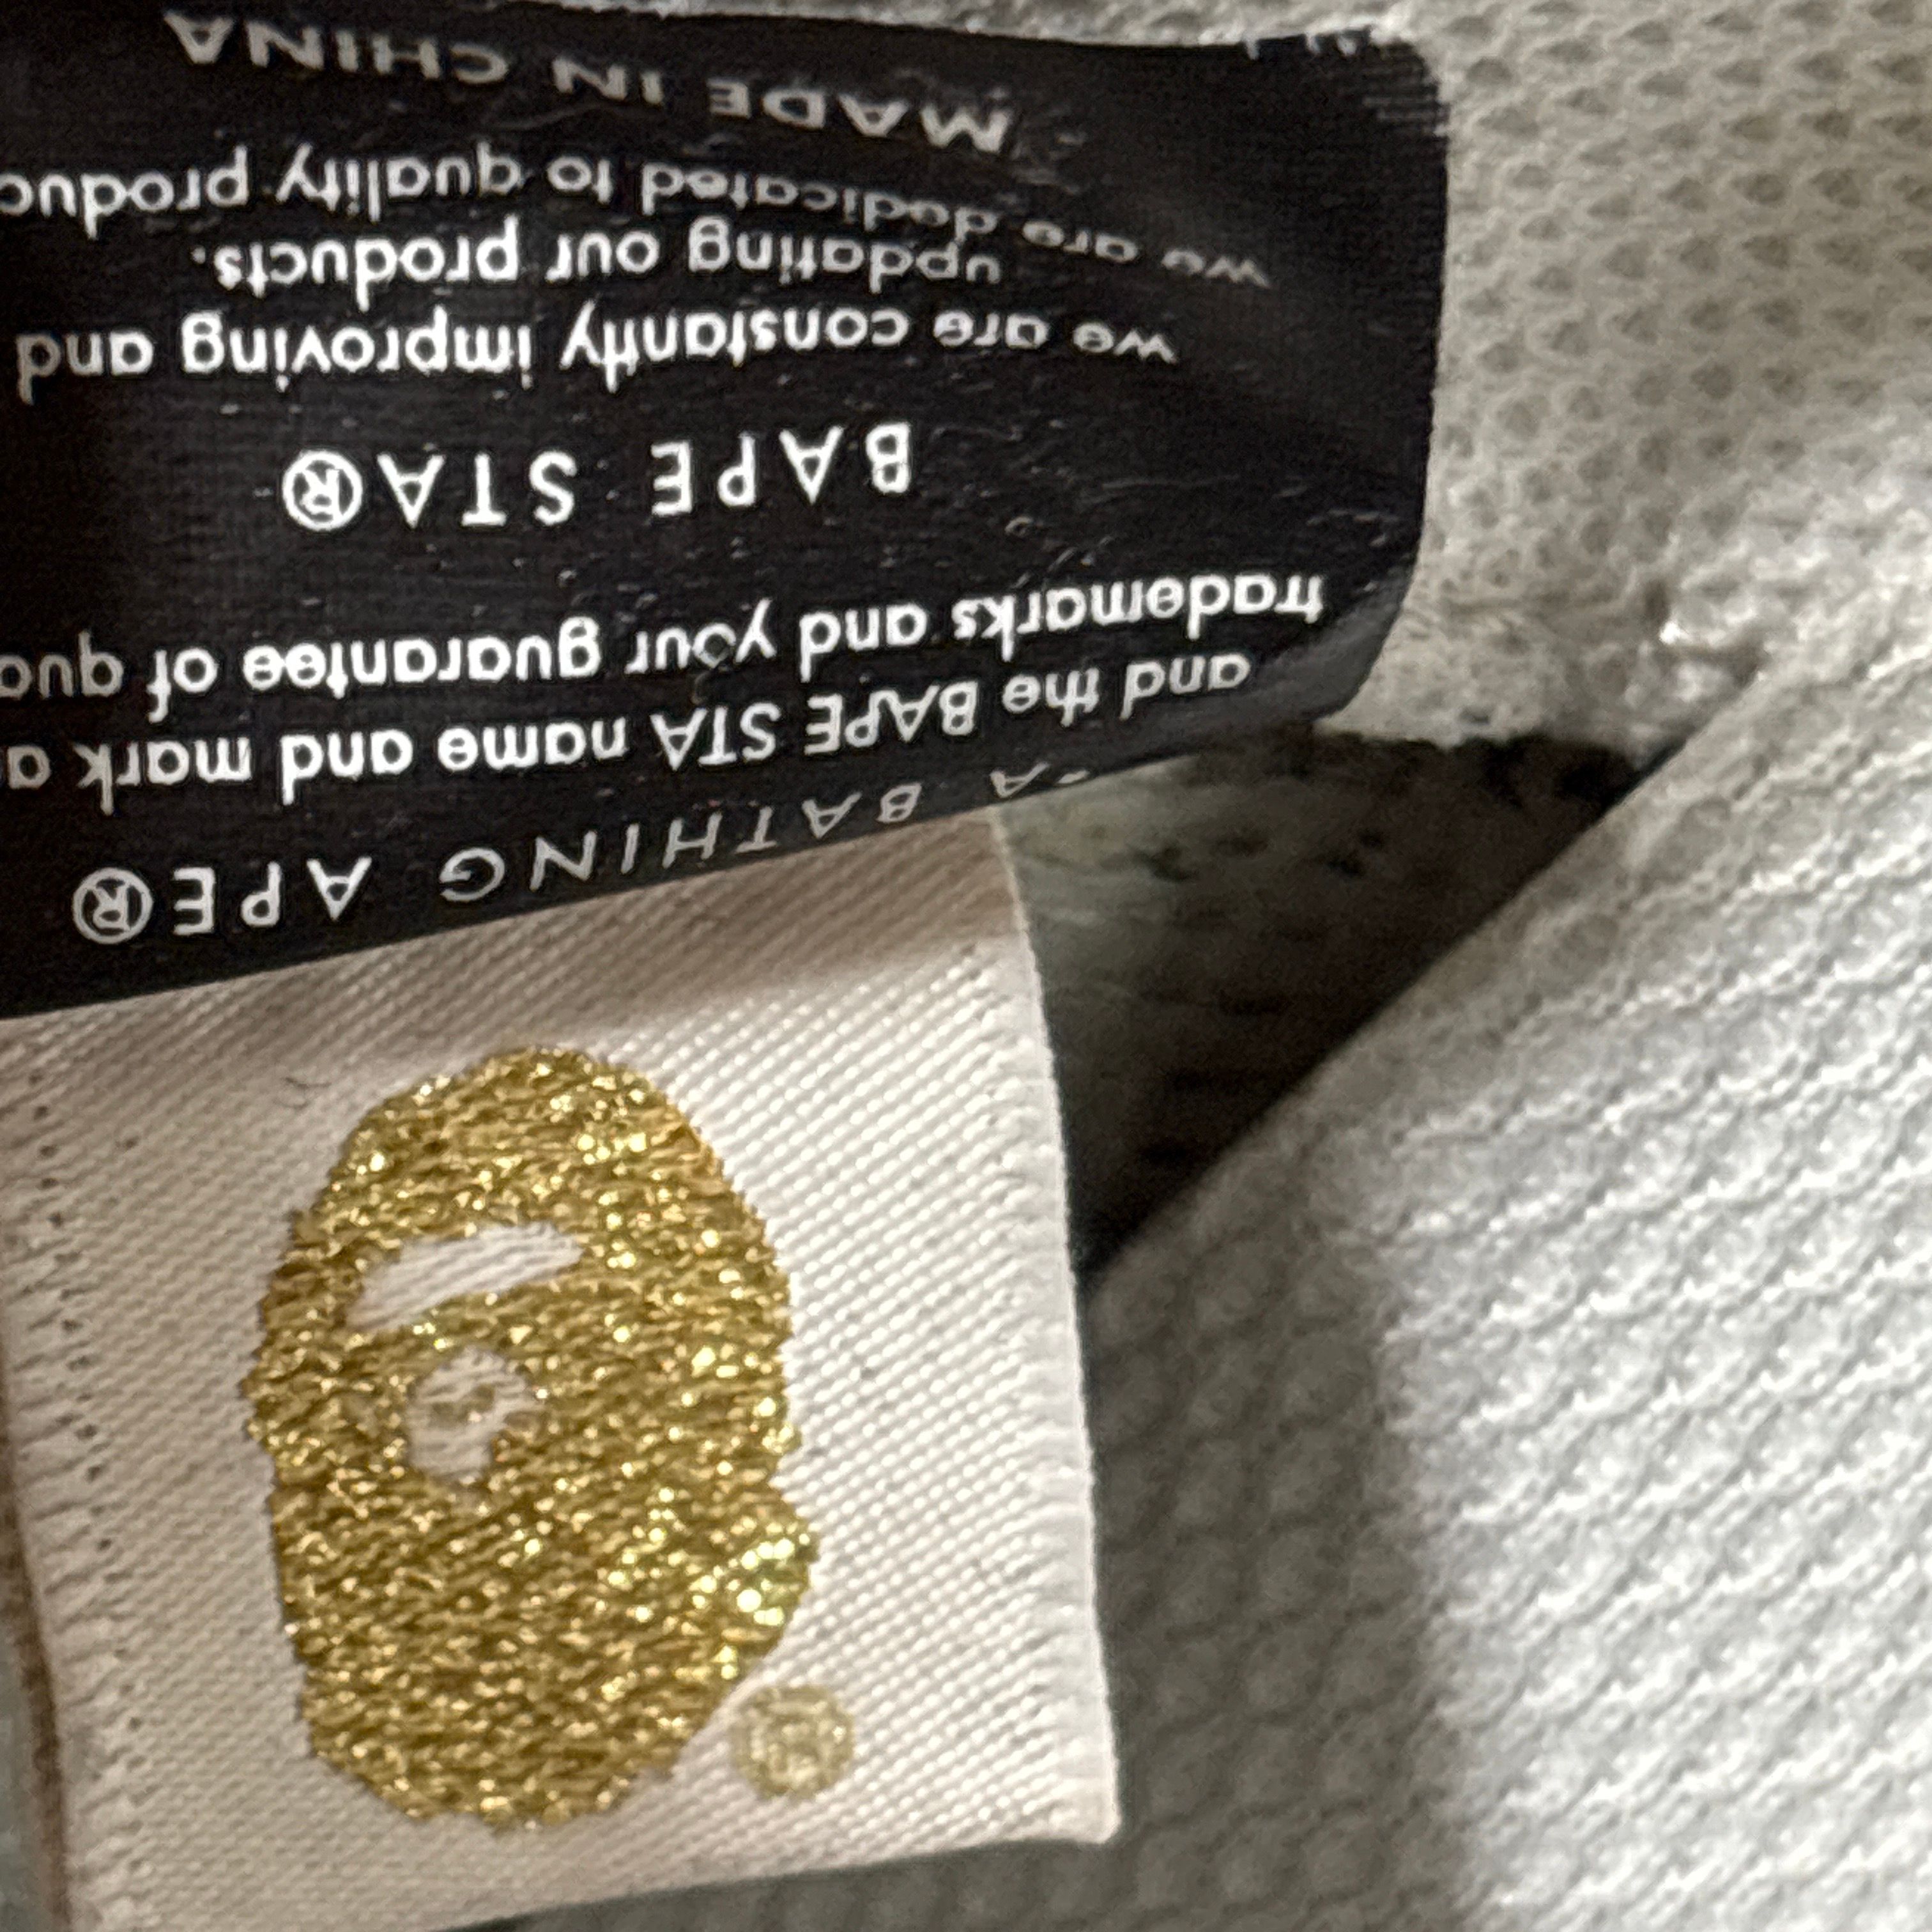 A BATHING APE®
and the BAPE STA name and mark a
trademarks and your guarantee of qua
BAPE STA®
we are constantly improving and
updating our products.
we are dedicated to quality produc
MADE IN CHINA